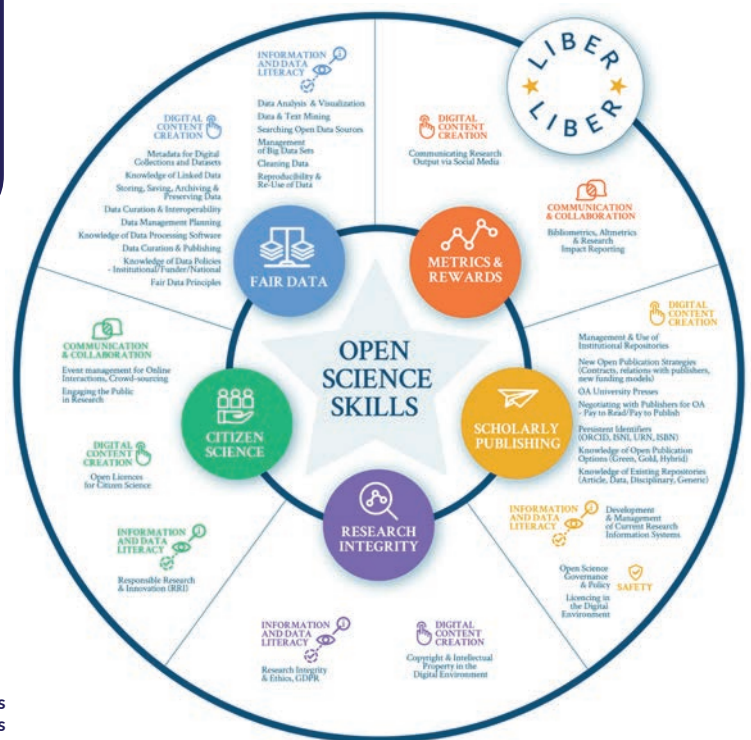 LIBER
LIBER
INFORMATION
AND DATA
LITERACY
Data Analysis & Visualization
Data & Text Mining
Searching Open Data Sources
Management
of Big Data Sets
Cleaning Data
Reproducibility &
Re-Use of Data
DIGITAL
CONTENT
CREATION
Metadata for Digital
Collections and Datasets
Knowledge of Linked Data
Storing, Saving, Archiving &
Preserving Data
Data Curation & Interoperability
Data Management Planning
Knowledge of Data Processing Software
Data Curation & Publishing
Knowledge of Data Policies
- Institutional/Funder/National
Fair Data Principles
FAIR DATA
DIGITAL
CONTENT
CREATION
Communicating Research
Output via Social Media
COMMUNICATION
& COLLABORATION
Bibliometrics, Altmetrics
& Research
Impact Reporting
METRICS &
REWARDS
DIGITAL
CONTENT
CREATION
Management & Use of
Institutional Repositories
New Open Publication Strategies
(Contracts, relations with publishers,
new funding models)
OA University Presses
Negotiating with Publishers for OA
- Pay to Read/Pay to Publish
Persistent Identifiers
(ORCID, ISNI, URN, ISBN)
Knowledge of Open Publication
Options (Green, Gold, Hybrid)
Knowledge of Existing Repositories
(Article, Data, Disciplinary, Generic)
INFORMATION
AND DATA
LITERACY
Development
& Management
of Current Research
Information Systems
Open Science
Governance
& Policy
Licencing in
the Digital
Environment
SAFETY
SCHOLARLY
PUBLISHING
OPEN
SCIENCE
SKILLS
COMMUNICATION
& COLLABORATION
Event management for Online
Interactions, Crowd-sourcing
Engaging the Public
in Research
DIGITAL
CONTENT
CREATION
Open Licences
for Citizen Science
INFORMATION
AND DATA
LITERACY
Responsible Research
& Innovation (RRI)
CITIZEN
SCIENCE
RESEARCH
INTEGRITY
INFORMATION
AND DATA
LITERACY
Research Integrity
& Ethics, GDPR
DIGITAL
CONTENT
CREATION
Copyright & Intellectual
Property in the
Digital Environment
s
s